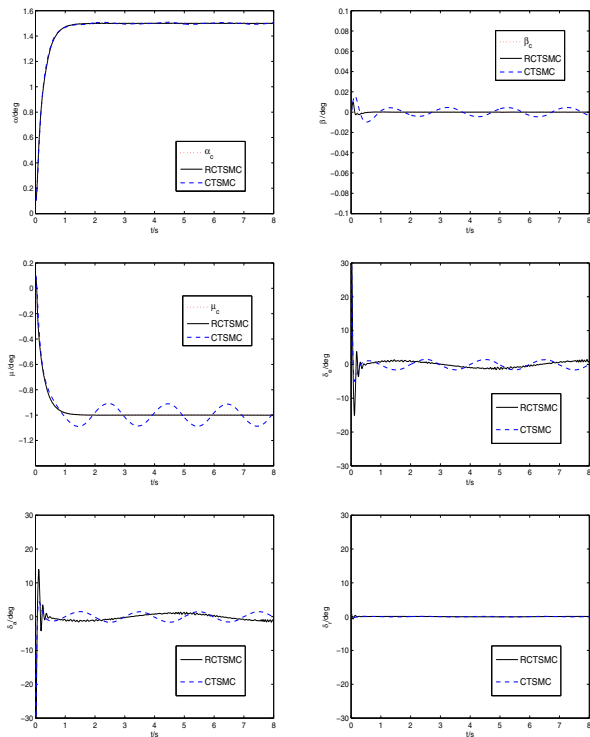 1.6
1.4
1.2
1
0.8
0.6
0.4
0.2
0
α/deg
α_c
RCTSMC
CTSMC
0 1 2 3 4 5 6 7 8
t/s
0.1
0.08
0.06
0.04
0.02
0
−0.02
−0.04
−0.06
−0.08
−0.1
β/deg
β_c
RCTSMC
CTSMC
0 1 2 3 4 5 6 7 8
t/s
0.2
0
−0.2
−0.4
−0.6
−0.8
−1
−1.2
μ/deg
μ_c
RCTSMC
CTSMC
0 1 2 3 4 5 6 7 8
t/s
30
20
10
0
−10
−20
−30
δ_e/deg
RCTSMC
CTSMC
0 1 2 3 4 5 6 7 8
t/s
30
20
10
0
−10
−20
−30
δ_a/deg
RCTSMC
CTSMC
0 1 2 3 4 5 6 7 8
t/s
30
20
10
0
−10
−20
−30
δ_r/deg
RCTSMC
CTSMC
0 1 2 3 4 5 6 7 8
t/s